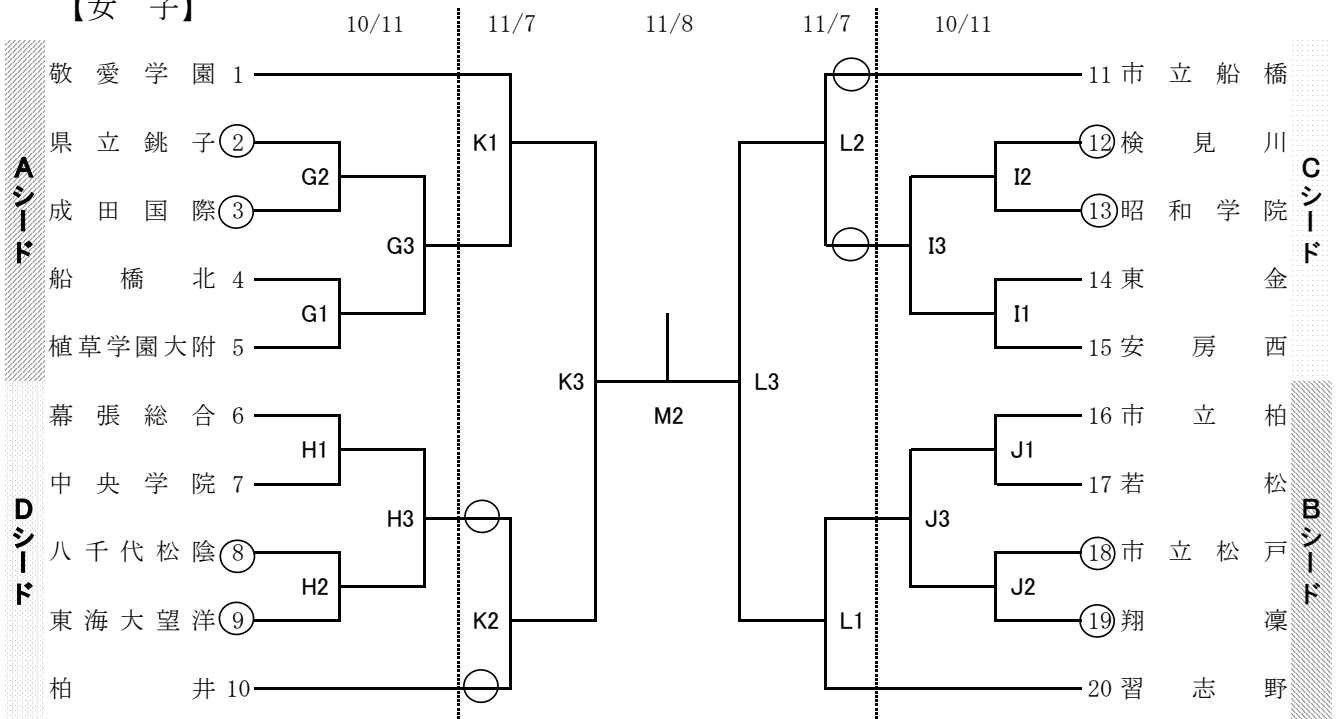 【女 子】
10/11 11/7 11/8 11/7 10/11
Aシード
Dシード
敬愛学園 1
県立銚子 ②
成田国際 ③
船橋北 4
植草学園大附 5
幕張総合 6
中央学院 7
八千代松陰 ⑧
東海大望洋 ⑨
柏井 10
G2
G3
G1
H1
H3
H2
K1
K3
K2
M2
L2
L3
L1
I2
I3
I1
J1
J3
J2
11 市立船橋
⑫ 検見川
⑬ 昭和学院
14 東金
15 安房西
16 市立柏
17 若松
⑱ 市立松戸
⑲ 翔凜
20 習志野
Cシード
Bシード